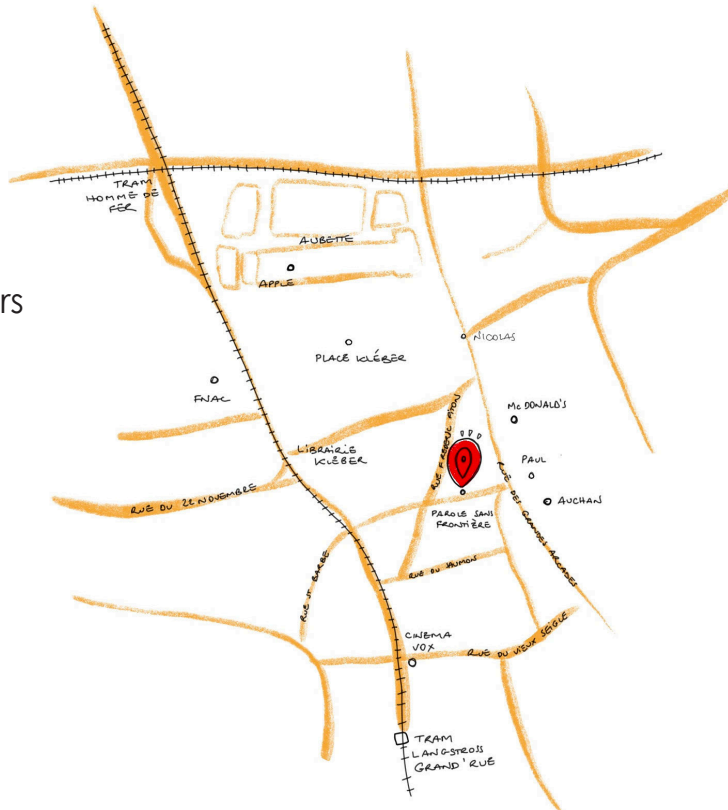 TRAM
HOMME DE
FER
AUBETTE
APPLE
rs
NICOLAS
PLACE KLÉBER
FNAC
McDONALD'S
LIBRAIRIE
KLÉBER
PAUL
RUE DU 22 NOVEMBRE
AUCHAN
PAROLE SANS
FRONTIÈRE
RUE DES GRANDES ARCADES
RUE ST BARBE
RUE DU SAUMON
CINEMA
VOX
RUE DU VIEUX SEIGLE
TRAM
LANGSTROSS
GRAND'RUE